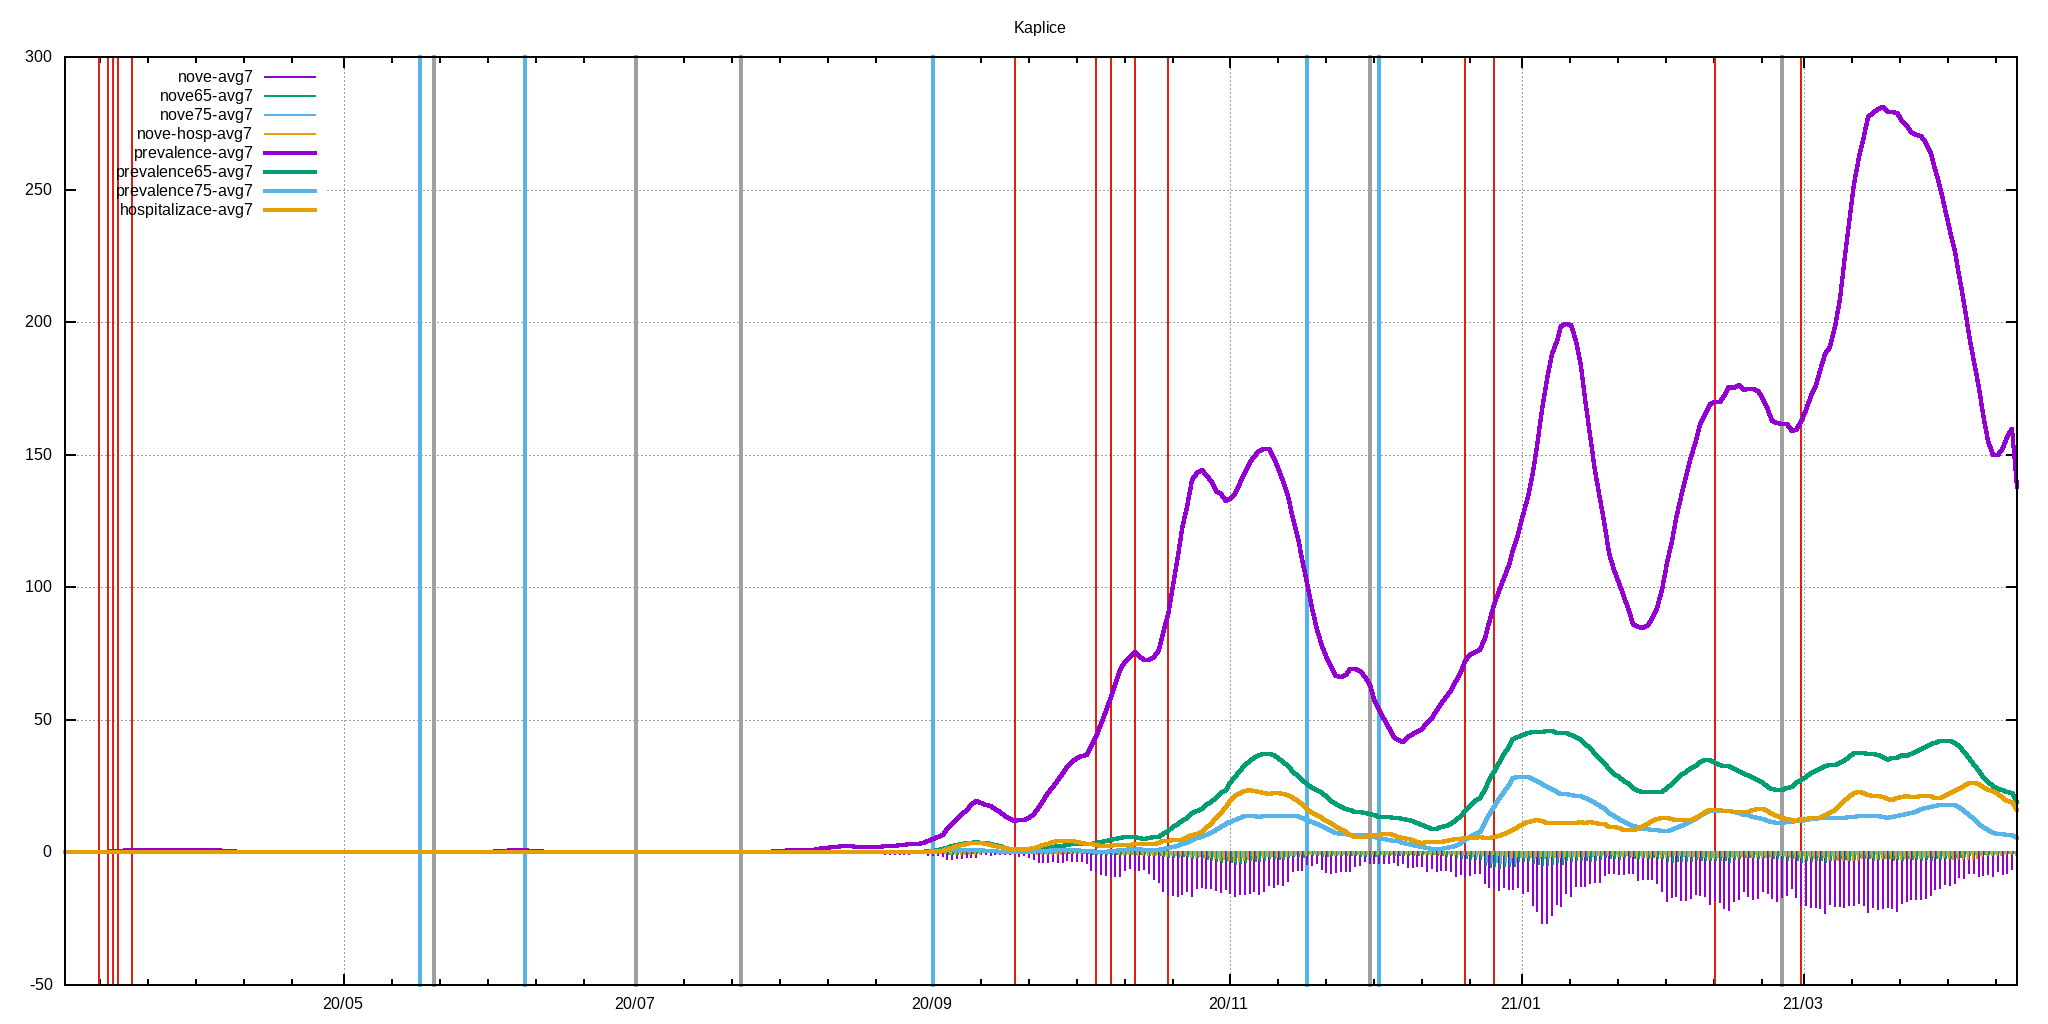 Kaplice
300
nove-avg7
nove65-avg7
nove75-avg7
nove-hosp-avg7
prevalence-avg7
prevalence65-avg7
prevalence75-avg7
hospitalizace-avg7
250
200
150
100
50
0
-50
20/05 20/07 20/09 20/11 21/01 21/03